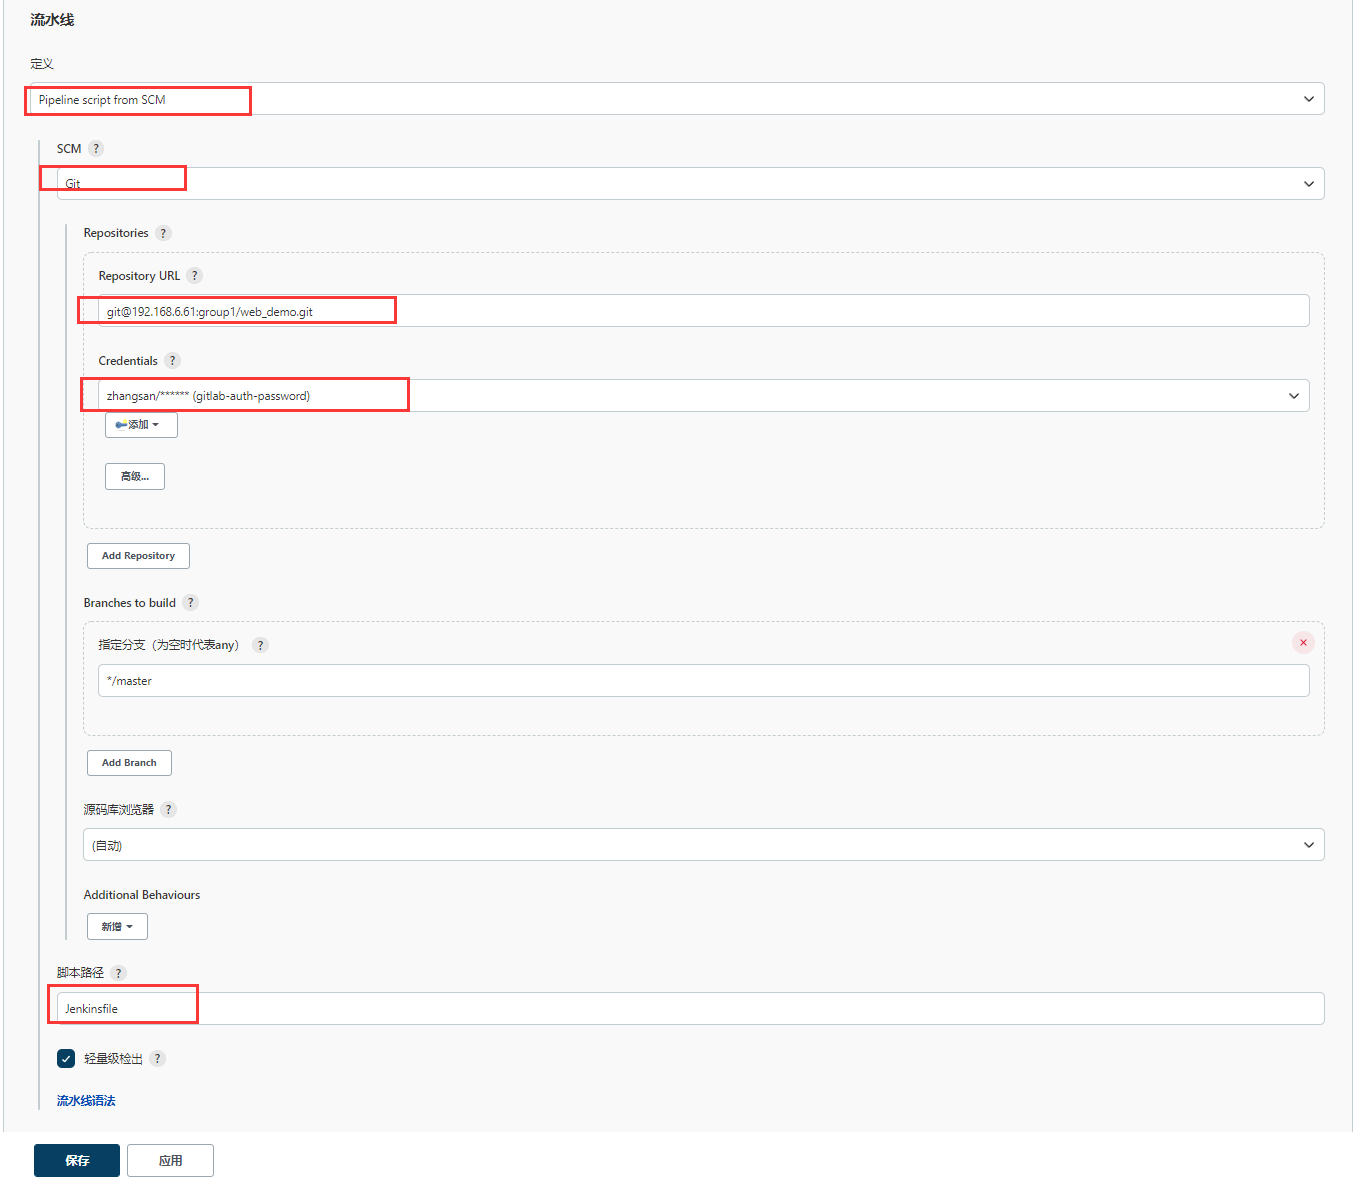 流水线
定义
Pipeline script from SCM
SCM ?
Git
Repositories ?
Repository URL ?
git@192.168.6.61:group1/web_demo.git
Credentials ?
zhangsan/****** (gitlab-auth-password)
添加
高级...
Add Repository
Branches to build ?
指定分支（为空时代表any） ?
*/master
Add Branch
源码库浏览器 ?
(自动)
Additional Behaviours
新增
脚本路径 ?
Jenkinsfile
轻量级检出 ?
流水线语法
保存 应用